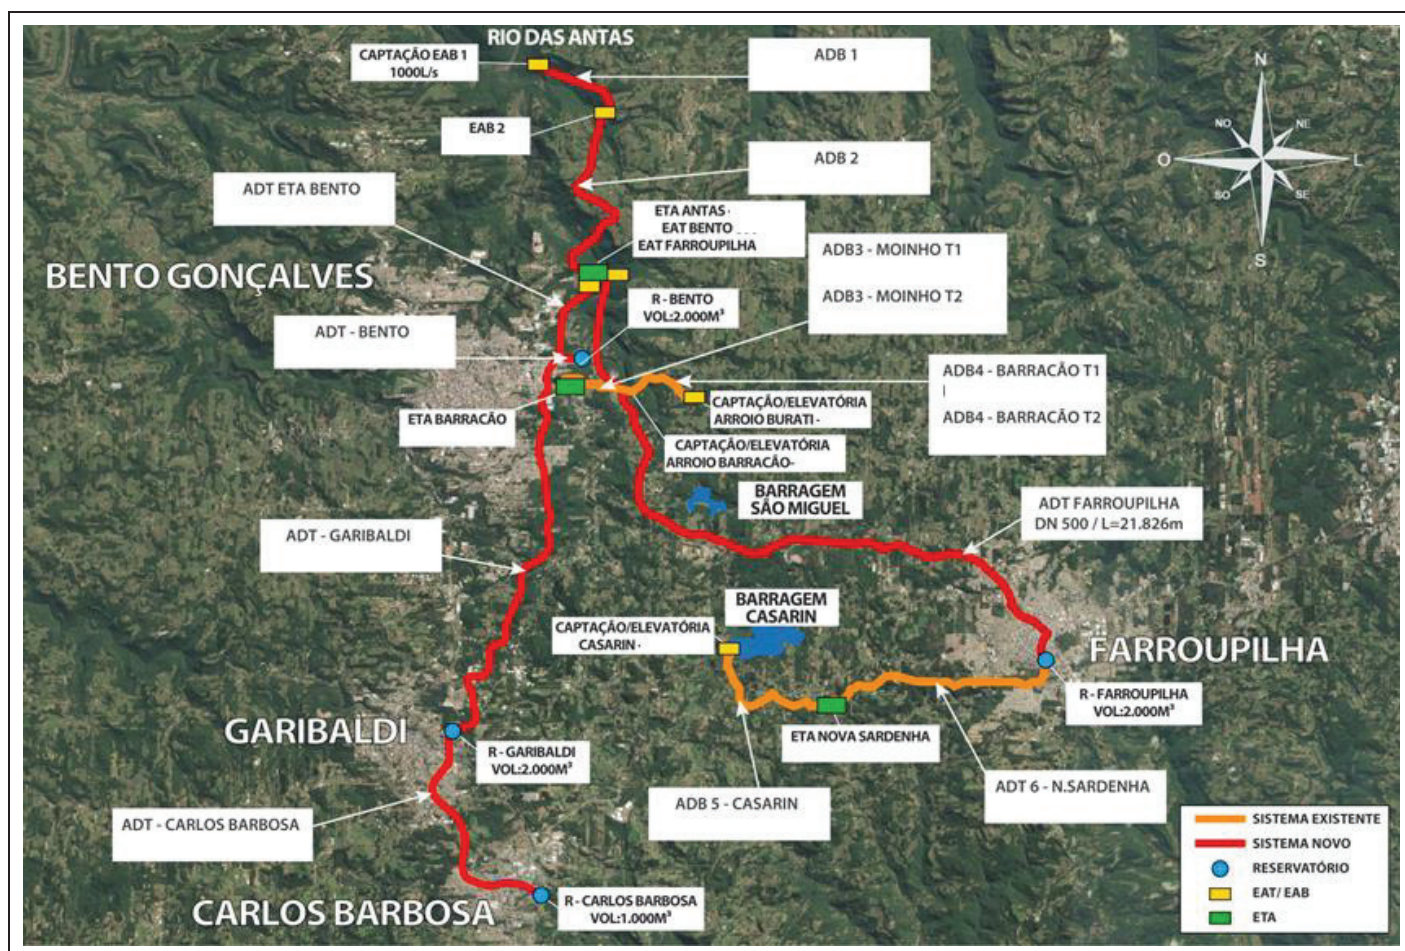 RIO DAS ANTAS
CAPTAÇÃO EAB 1
1000L/s
ADB 1
EAB 2
ADB 2
N
NO
NE
O
L
SO
SE
S
ADT ETA BENTO
ETA ANTAS ·
EAT BENTO
EAT FARROUPILHA
ADB3 - MOINHO T1
ADB3 - MOINHO T2
BENTO GONÇALVES
R - BENTO
VOL:2.000M³
ADT - BENTO
ADB4 - BARRACÃO T1
ADB4 - BARRACÃO T2
ETA BARRACÃO
CAPTAÇÃO/ELEVATÓRIA
ARROIO BURATI -
CAPTAÇÃO/ELEVATÓRIA
ARROIO BARRACÃO-
BARRAGEM
SÃO MIGUEL
ADT FARROUPILHA
DN 500 / L=21.826m
ADT - GARIBALDI
BARRAGEM
CASARIN
CAPTAÇÃO/ELEVATÓRIA
CASARIN ·
FARROUPILHA
R - FARROUPILHA
VOL:2.000M³
GARIBALDI
R - GARIBALDI
VOL:2.000M³
ETA NOVA SARDENHA
ADB 5 - CASARIN
ADT 6 - N.SARDENHA
ADT - CARLOS BARBOSA
CARLOS BARBOSA
R - CARLOS BARBOSA
VOL:1.000M³
SISTEMA EXISTENTE
SISTEMA NOVO
RESERVATÓRIO
EAT/ EAB
ETA